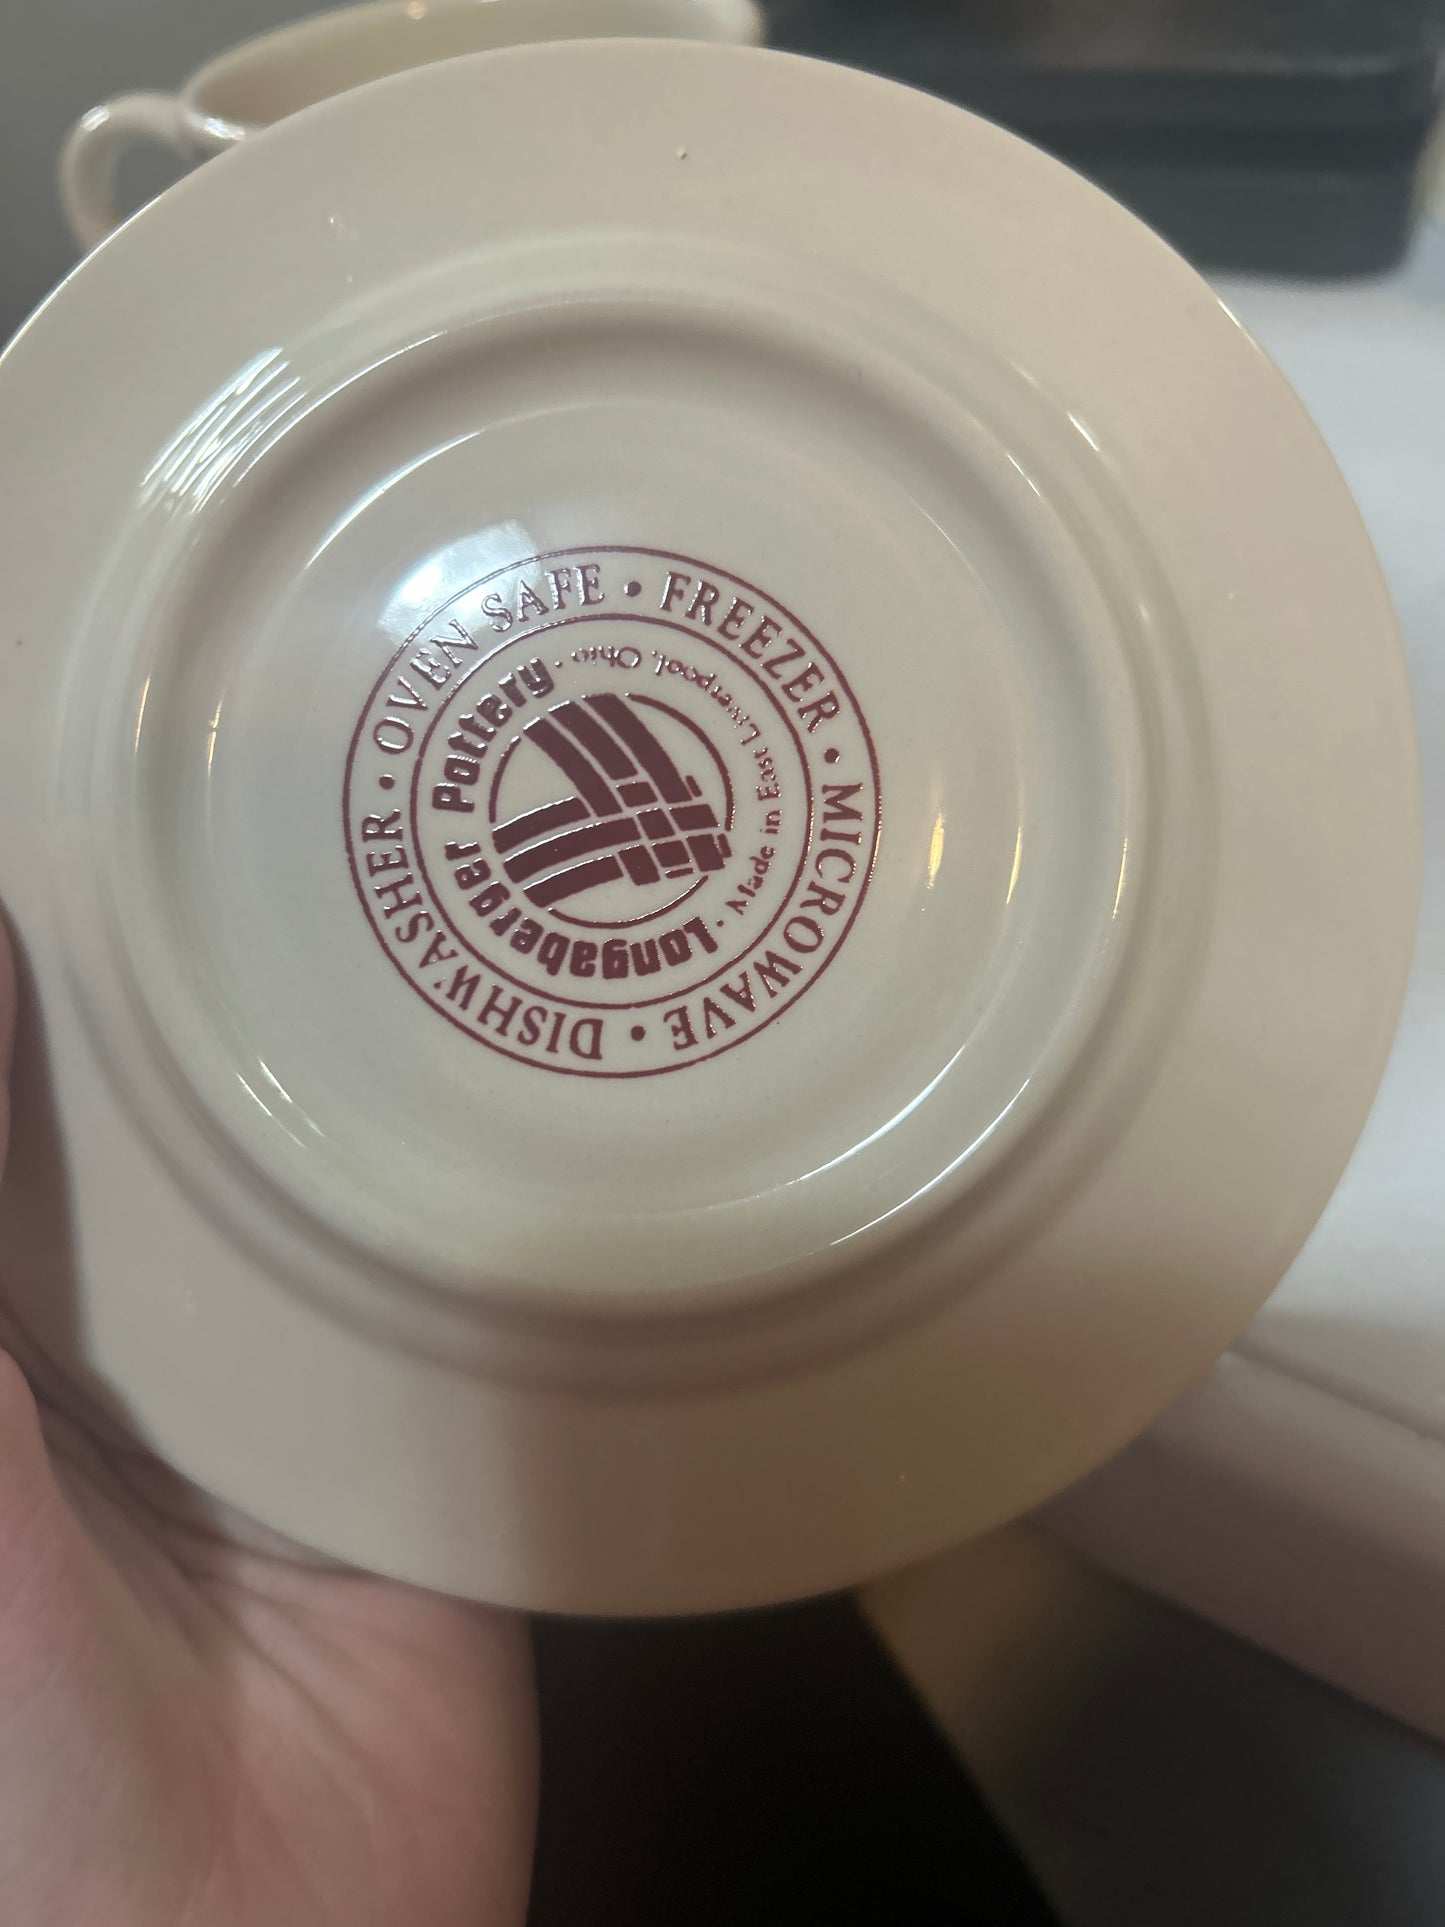 OVEN SAFE • FREEZER • MICROWAVE • DISHWASHER •
Longaberger Pottery
· Made in East Liverpool, Ohio ·